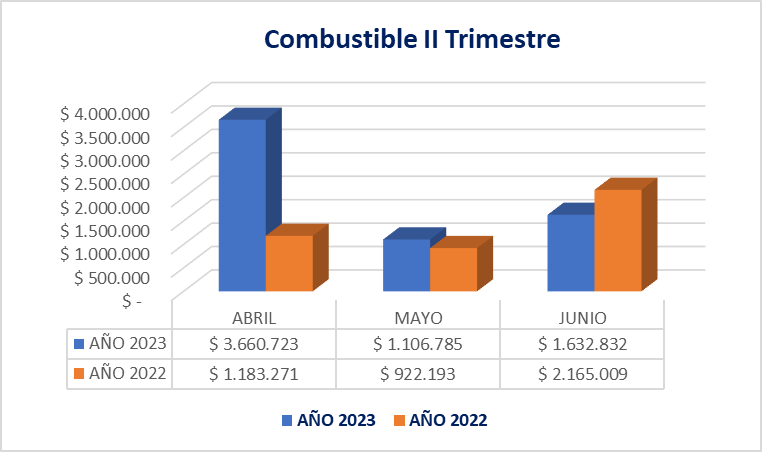 Combustible II Trimestre
$ 4.000.000
$ 3.500.000
$ 3.000.000
$ 2.500.000
$ 2.000.000
$ 1.500.000
$ 1.000.000
$ 500.000
$ -
ABRIL MAYO JUNIO
AÑO 2023 $ 3.660.723 $ 1.106.785 $ 1.632.832
AÑO 2022 $ 1.183.271 $ 922.193 $ 2.165.009
AÑO 2023 AÑO 2022